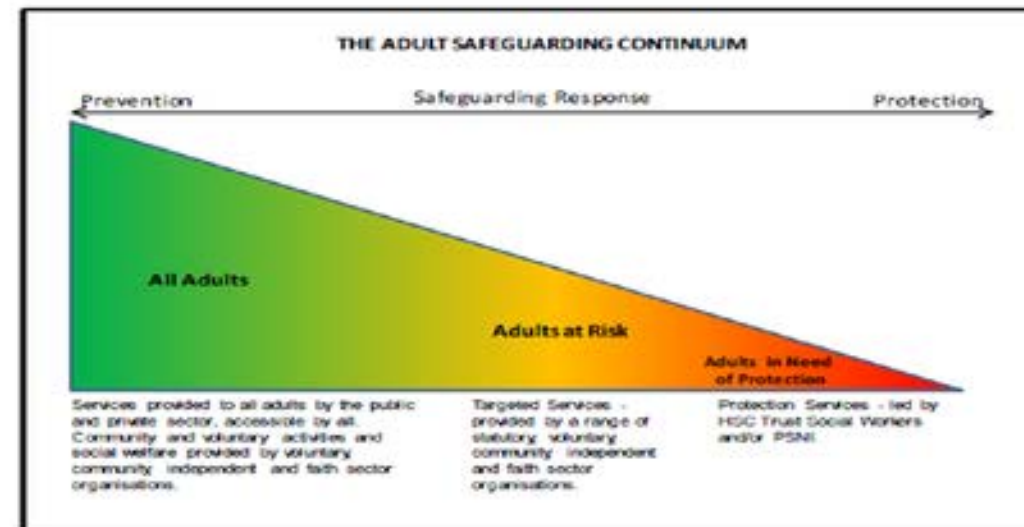 THE ADULT SAFEGUARDING CONTINUUM
Prevention
Safeguarding Response
Protection
All Adults
Adults at Risk
Adults in Need
of Protection
Services provided to all adults by the public
and private sector, accessible by all.
Community and voluntary activities and
social welfare provided by voluntary,
community, independent and faith sector
organisations.
Targeted Services -
provided by a range of
statutory, voluntary,
community, independent
and faith sector
organisations.
Protection Services - led by
HSC Trust Social Workers
and/or PSNI